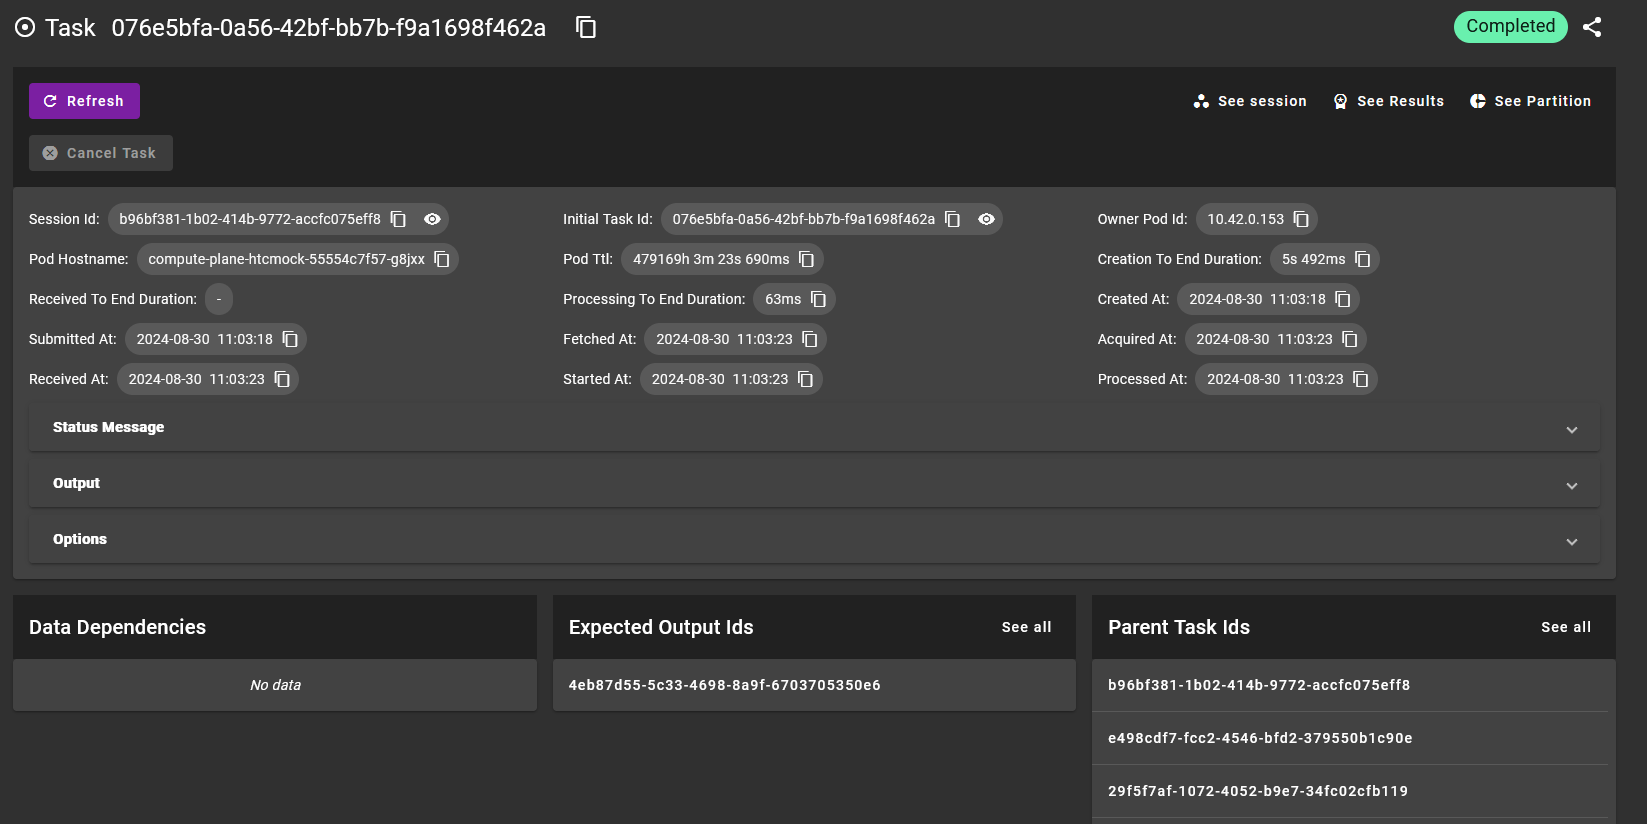 Task 076e5bfa-0a56-42bf-bb7b-f9a1698f462a Completed
Refresh See session See Results See Partition
Cancel Task
Session Id: b96bf381-1b02-414b-9772-accfc075eff8 Initial Task Id: 076e5bfa-0a56-42bf-bb7b-f9a1698f462a Owner Pod Id: 10.42.0.153
Pod Hostname: compute-plane-htcmock-55554c7f57-g8jxx Pod Ttl: 479169h 3m 23s 690ms Creation To End Duration: 5s 492ms
Received To End Duration: - Processing To End Duration: 63ms Created At: 2024-08-30 11:03:18
Submitted At: 2024-08-30 11:03:18 Fetched At: 2024-08-30 11:03:23 Acquired At: 2024-08-30 11:03:23
Received At: 2024-08-30 11:03:23 Started At: 2024-08-30 11:03:23 Processed At: 2024-08-30 11:03:23
Status Message
Output
Options
Data Dependencies
No data
Expected Output Ids See all
4eb87d55-5c33-4698-8a9f-6703705350e6
Parent Task Ids See all
b96bf381-1b02-414b-9772-accfc075eff8
e498cdf7-fcc2-4546-bfd2-379550b1c90e
29f5f7af-1072-4052-b9e7-34fc02cfb119